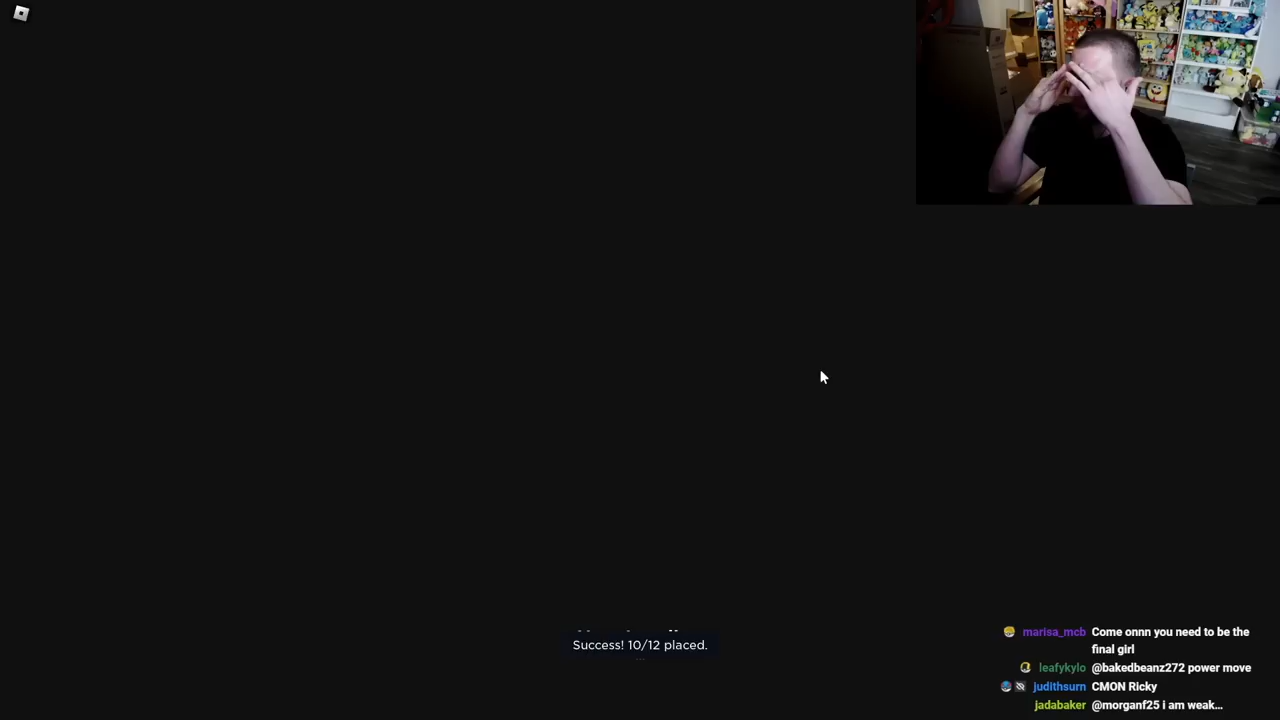 Success! 10/12 placed.
marisa_mcb Come onnn you need to be the
final girl
leafykylo @bakedbeanz272 power move
judithsurn CMON Ricky
jadabaker @morganf25 i am weak...